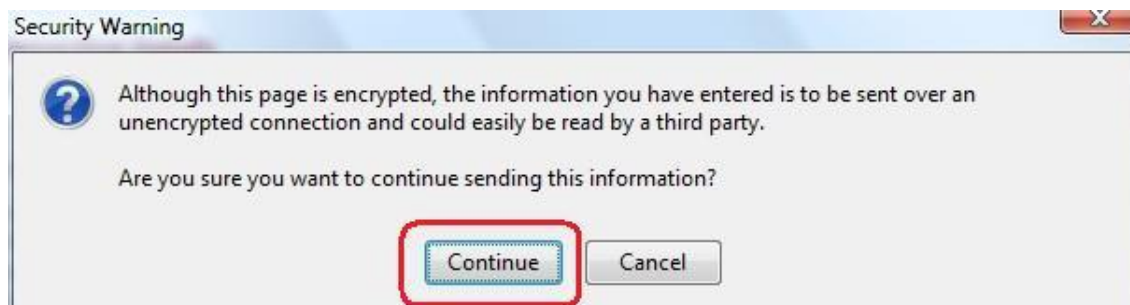 Security Warning
Although this page is encrypted, the information you have entered is to be sent over an
unencrypted connection and could easily be read by a third party.
Are you sure you want to continue sending this information?
Continue Cancel